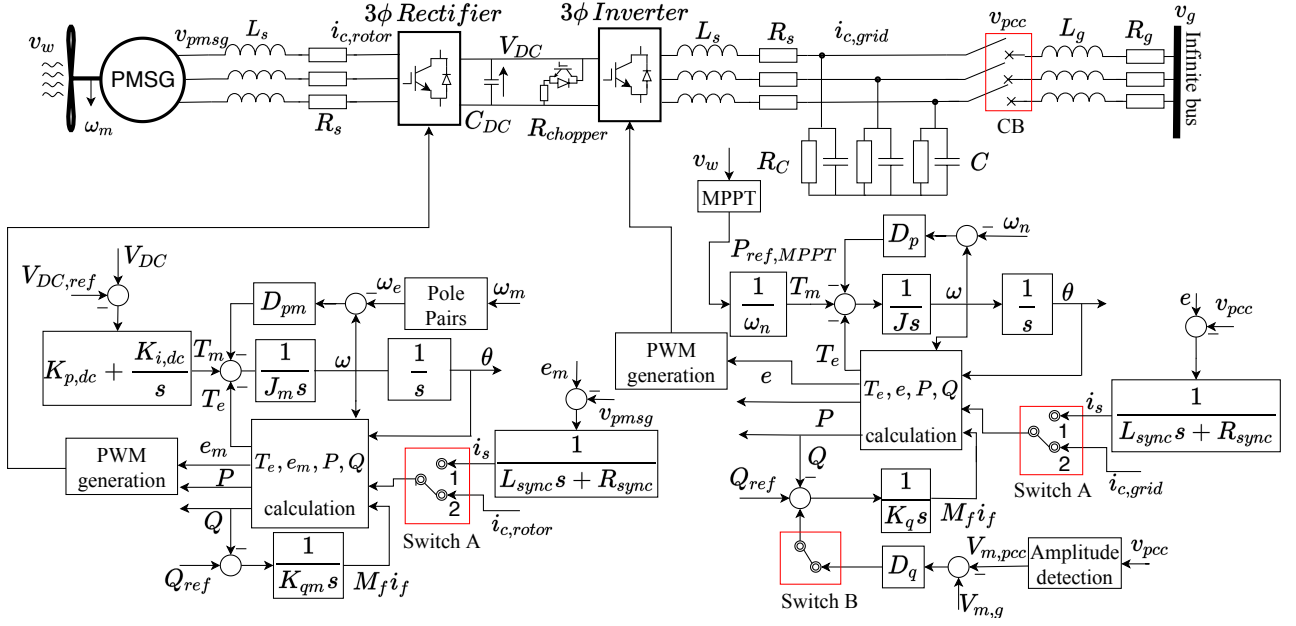 3ϕ Rectifier
3ϕ Inverter
v_w
v_pmsg
L_s
i_c,rotor
V_DC
L_s
R_s
i_c,grid
v_pcc
L_g
R_g
v_g
Infinite bus
PMSG
ω_m
R_s
C_DC
R_chopper
CB
R_C
C
v_w
MPPT
P_ref,MPPT
D_p
ω_n
1/ω_n
T_m
1/(Js)
ω
1/s
θ
T_e
e
v_pcc
PWM generation
e
T_e, e, P, Q
calculation
P
Q
i_s
1
2
Switch A
i_c,grid
1/(L_sync s + R_sync)
Q_ref
1/(K_q s)
M_f i_f
Switch B
D_q
V_m,pcc
V_m,g
Amplitude detection
v_pcc
V_DC
V_DC,ref
K_p,dc + K_i,dc/s
T_m
T_e
D_pm
ω_e
Pole Pairs
ω_m
1/(J_m s)
ω
1/s
θ
e_m
v_pmsg
PWM generation
e_m
P
Q
T_e, e_m, P, Q
calculation
i_s
1
2
Switch A
i_c,rotor
1/(L_sync s + R_sync)
Q_ref
1/(K_qm s)
M_f i_f